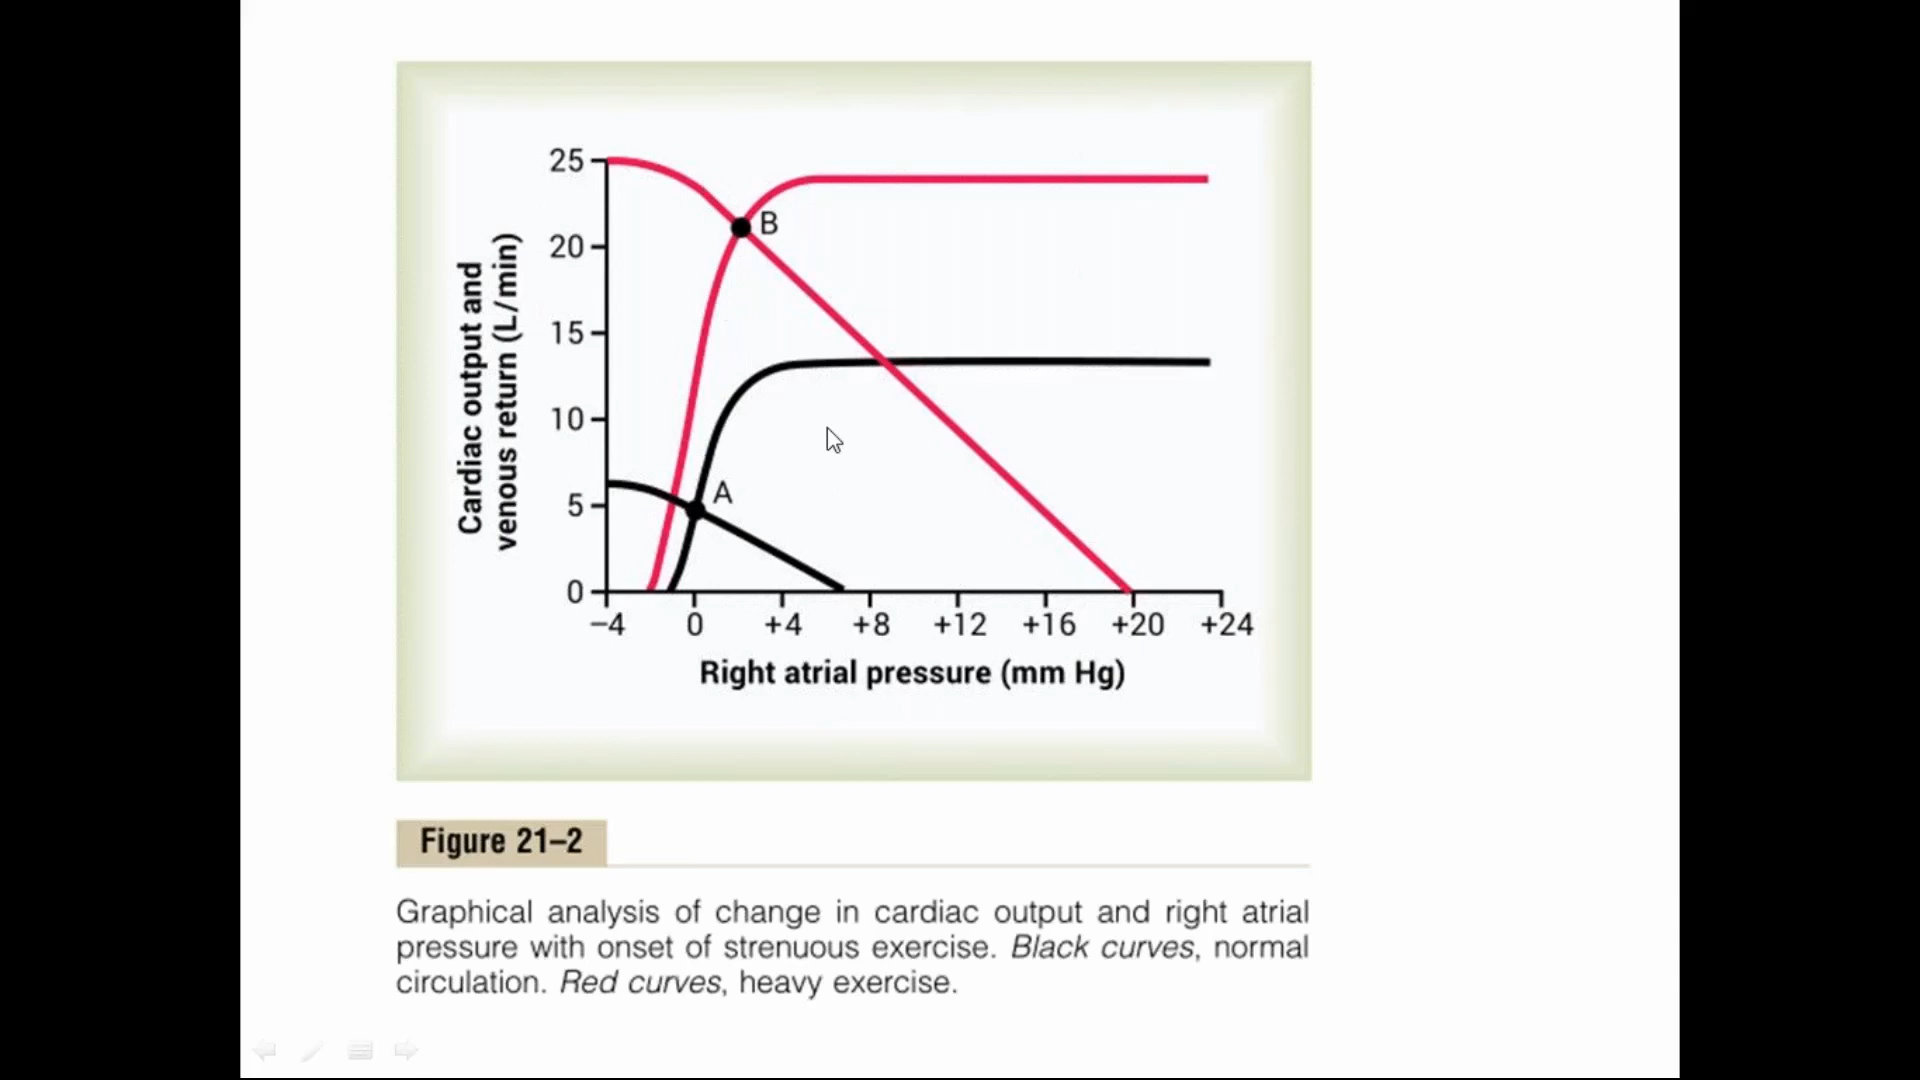 25
20
15
10
5
0
Cardiac output and
venous return (L/min)
B
A
–4 0 +4 +8 +12 +16 +20 +24
Right atrial pressure (mm Hg)
Figure 21–2
Graphical analysis of change in cardiac output and right atrial
pressure with onset of strenuous exercise. Black curves, normal
circulation. Red curves, heavy exercise.